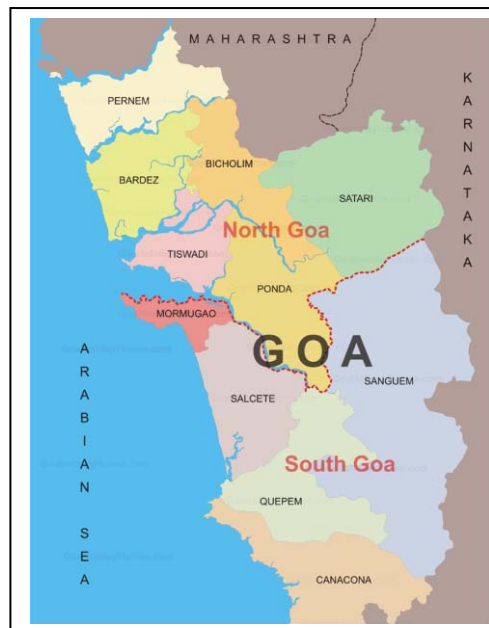 MAHARASHTRA
KARNATAKA
PERNEM
BICHOLIM
BARDEZ
SATARI
North Goa
TISWADI
PONDA
MORMUGAO
GOA
SANGUEM
SALCETE
South Goa
QUEPEM
CANACONA
ARABIAN SEA